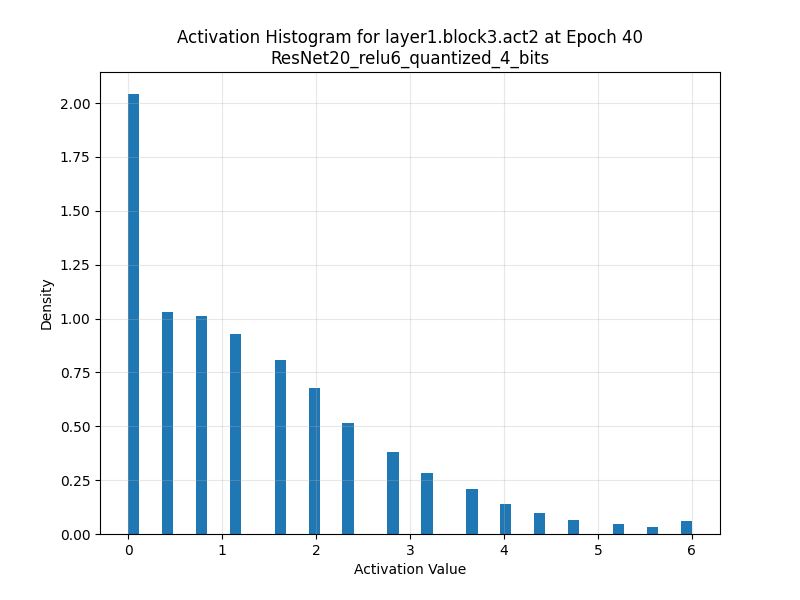 Activation Histogram for layer1.block3.act2 at Epoch 40
ResNet20_relu6_quantized_4_bits
2.00
1.75
1.50
1.25
1.00
0.75
0.50
0.25
0.00
Density
0 1 2 3 4 5 6
Activation Value